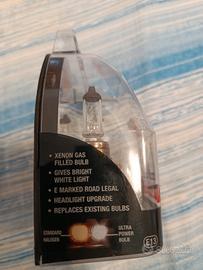 • XENON GAS
FILLED BULB
• GIVES BRIGHT
WHITE LIGHT
• E MARKED ROAD LEGAL
• HEADLIGHT UPGRADE
• REPLACES EXISTING BULBS
STANDARD
HALOGEN
ULTRA
POWER
BULB
E13